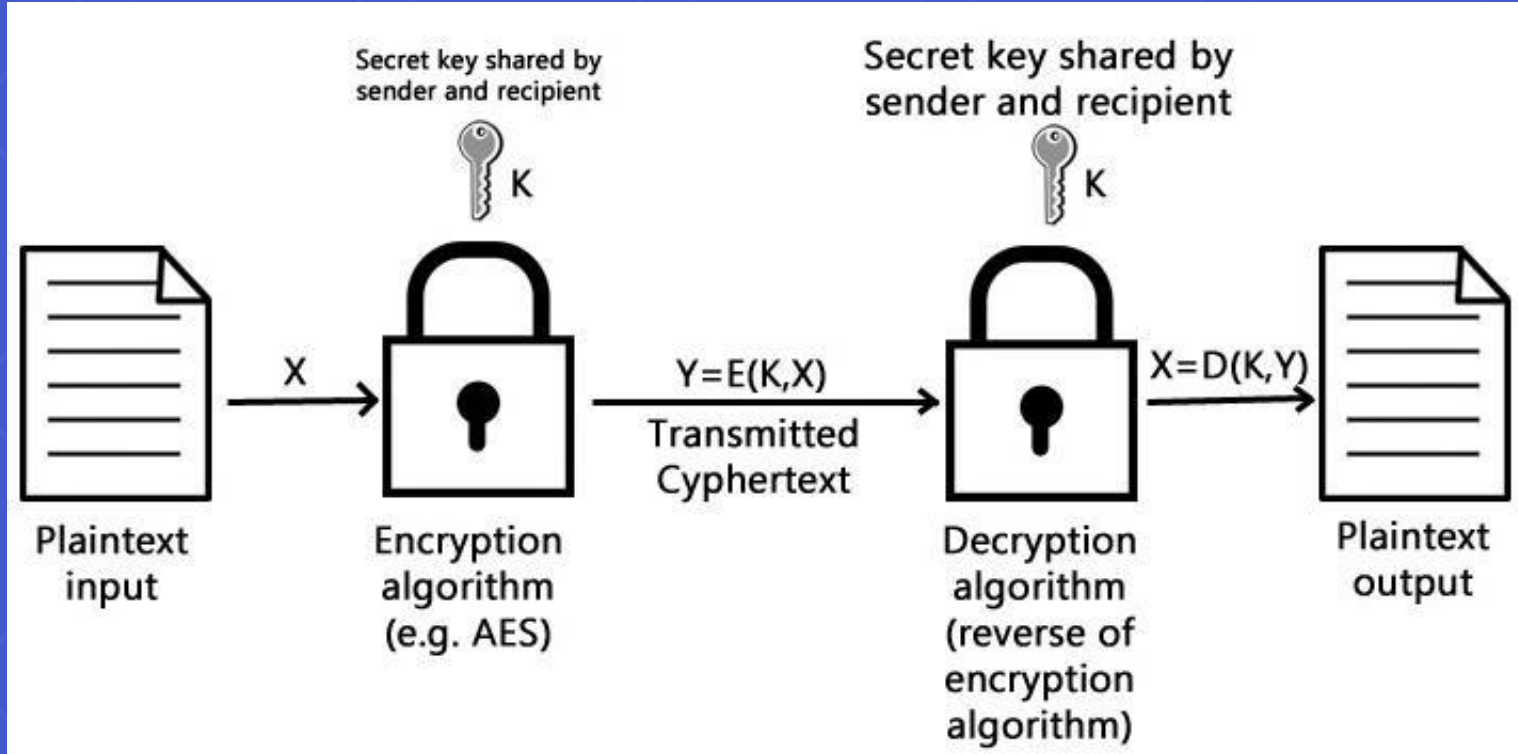 Secret key shared by
sender and recipient
K
Secret key shared by
sender and recipient
K
X
Y=E(K,X)
Transmitted
Cyphertext
X=D(K,Y)
Plaintext
input
Encryption
algorithm
(e.g. AES)
Decryption
algorithm
(reverse of
encryption
algorithm)
Plaintext
output